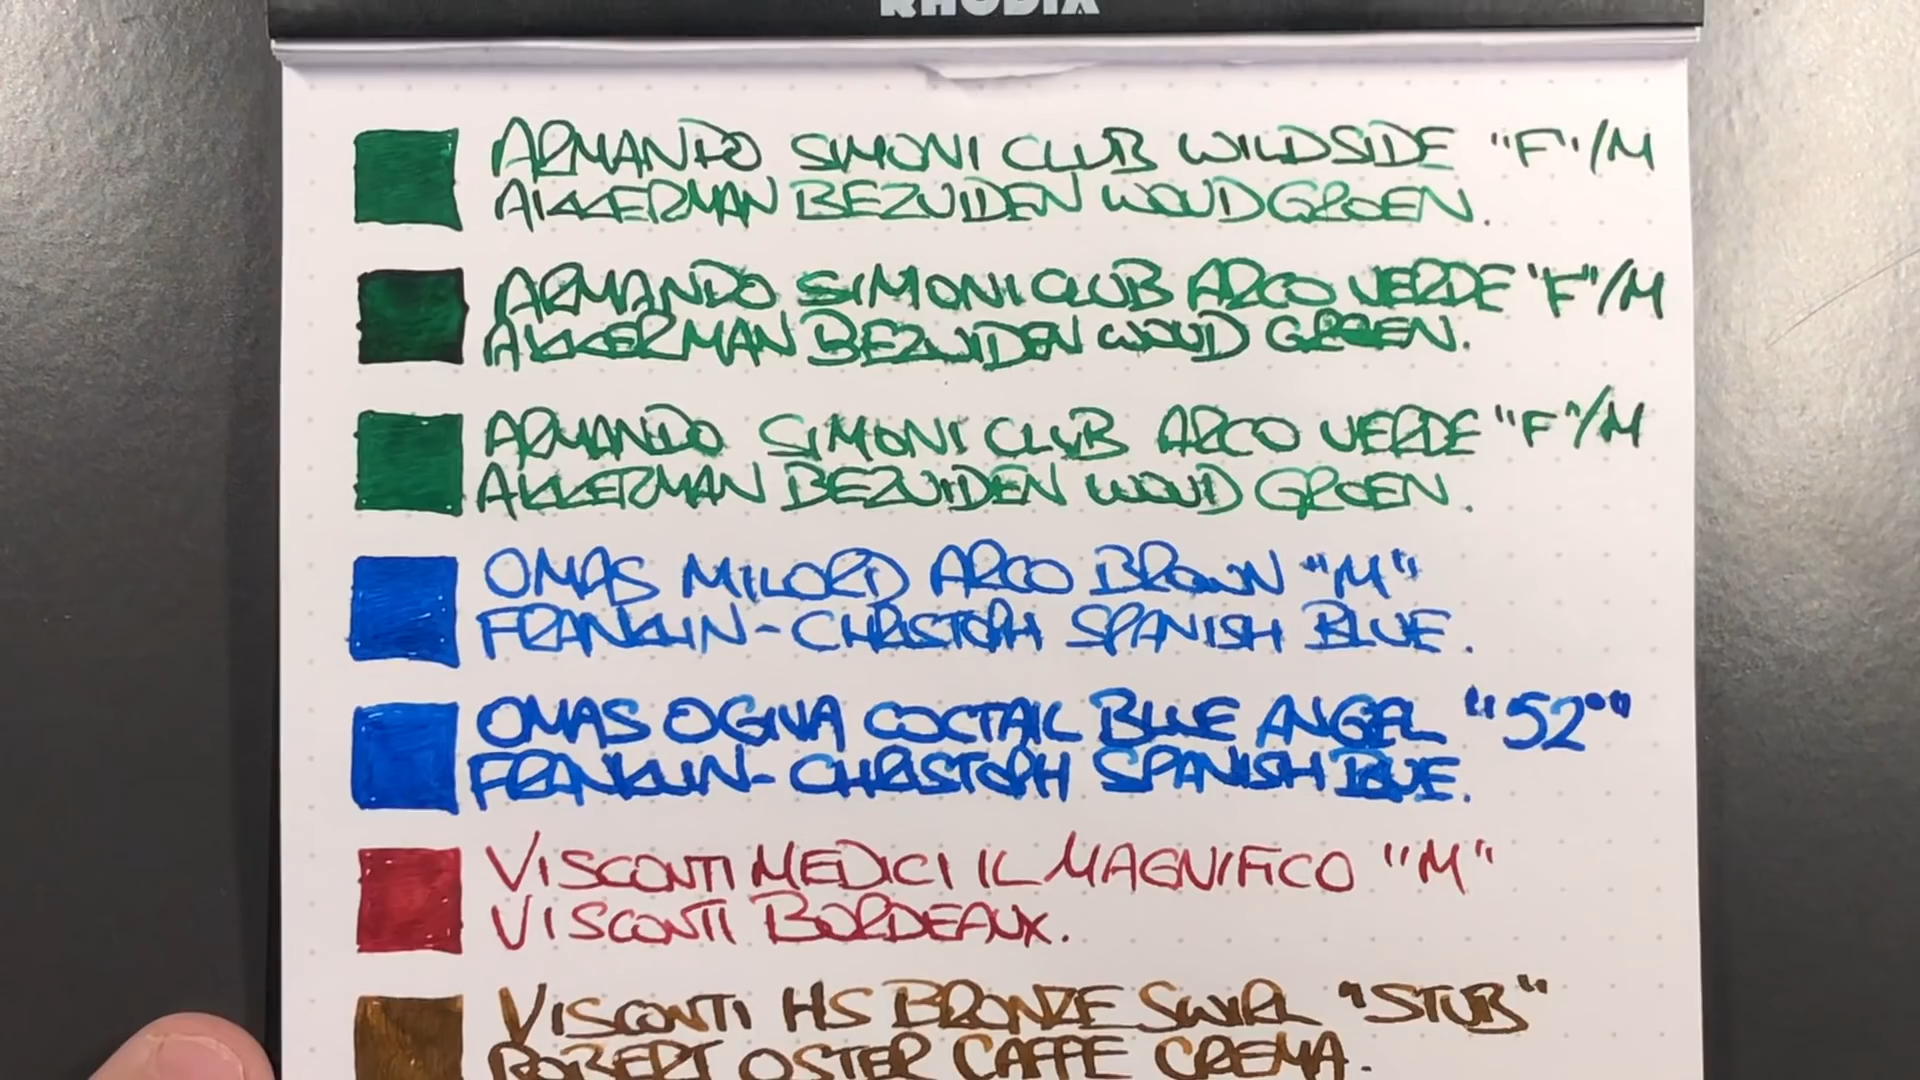 RHODIA
ARMANDO SIMONI CLUB WILDSIDE "F"/M
AKKERMAN BEZUIDEN WOUD GROEN.
ARMANDO SIMONI CLUB ARCO VERDE "F"/M
AKKERMAN BEZUIDEN WOUD GROEN.
ARMANDO SIMONI CLUB ARCO VERDE "F"/M
AKKERMAN BEZUIDEN WOUD GROEN.
OMAS MILORD ARCO BROWN "M"
FRANKLIN-CHRISTOPH SPANISH BLUE.
OMAS OGIVA COCTAIL BLUE ANGEL "52°"
FRANKLIN-CHRISTOPH SPANISH BLUE.
VISCONTI MEDICI IL MAGNIFICO "M"
VISCONTI BORDEAUX.
VISCONTI HS BRONZE SWIRL "STUB"
ROBERT OSTER CAFFE CREMA.